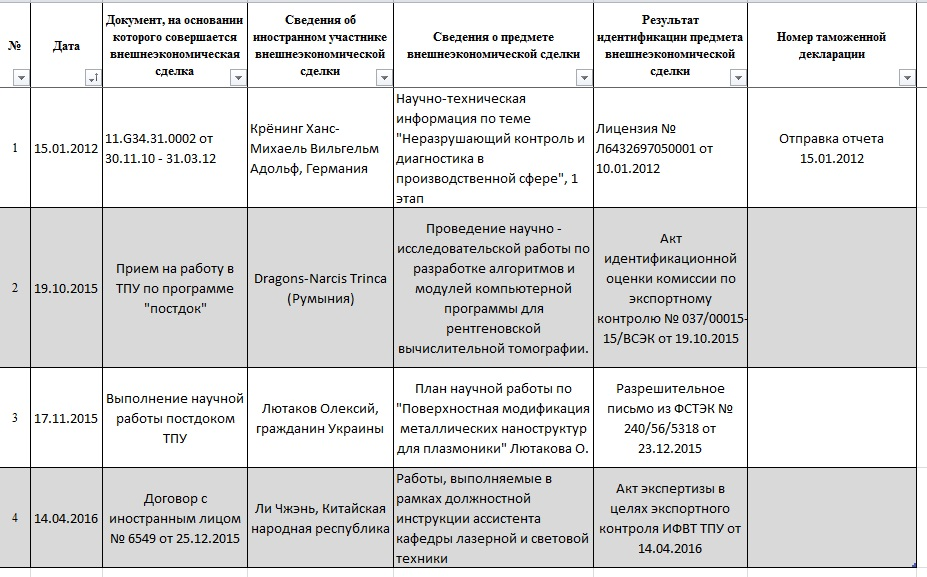 №
Дата
Документ, на основании
которого совершается
внешнеэкономическая
сделка
Сведения об
иностранном участнике
внешнеэкономической
сделки
Сведения о предмете
внешнеэкономической сделки
Результат
идентификации предмета
внешнеэкономической
сделки
Номер таможенной
декларации
1
15.01.2012
11.G34.31.0002 от
30.11.10 - 31.03.12
Крёнинг Ханс-
Михаель Вильгельм
Адольф, Германия
Научно-техническая
информация по теме
"Неразрушающий контроль и
диагностика в
производственной сфере", 1
этап
Лицензия №
Л6432697050001 от
10.01.2012
Отправка отчета
15.01.2012
2
19.10.2015
Прием на работу в
ТПУ по программе
"постдок"
Dragons-Narcis Trinca
(Румыния)
Проведение научно -
исследовательской работы по
разработке алгоритмов и
модулей компьютерной
программы для
рентгеновской
вычислительной томографии.
Акт
идентификационной
оценки комиссии по
экспортному
контролю № 037/00015-
15/ВСЭК от 19.10.2015
3
17.11.2015
Выполнение научной
работы постдоком
ТПУ
Лютаков Олексий,
гражданин Украины
План научной работы по
"Поверхностная модификация
металлических наноструктур
для плазмоники" Лютакова О.
Разрешительное
письмо из ФСТЭК №
240/56/5318 от
23.12.2015
4
14.04.2016
Договор с
иностранным лицом
№ 6549 от 25.12.2015
Ли Чжэнь, Китайская
народная республика
Работы, выполняемые в
рамках должностной
инструкции ассистента
кафедры лазерной и световой
техники
Акт экспертизы в
целях экспортного
контроля ИФВТ ТПУ от
14.04.2016